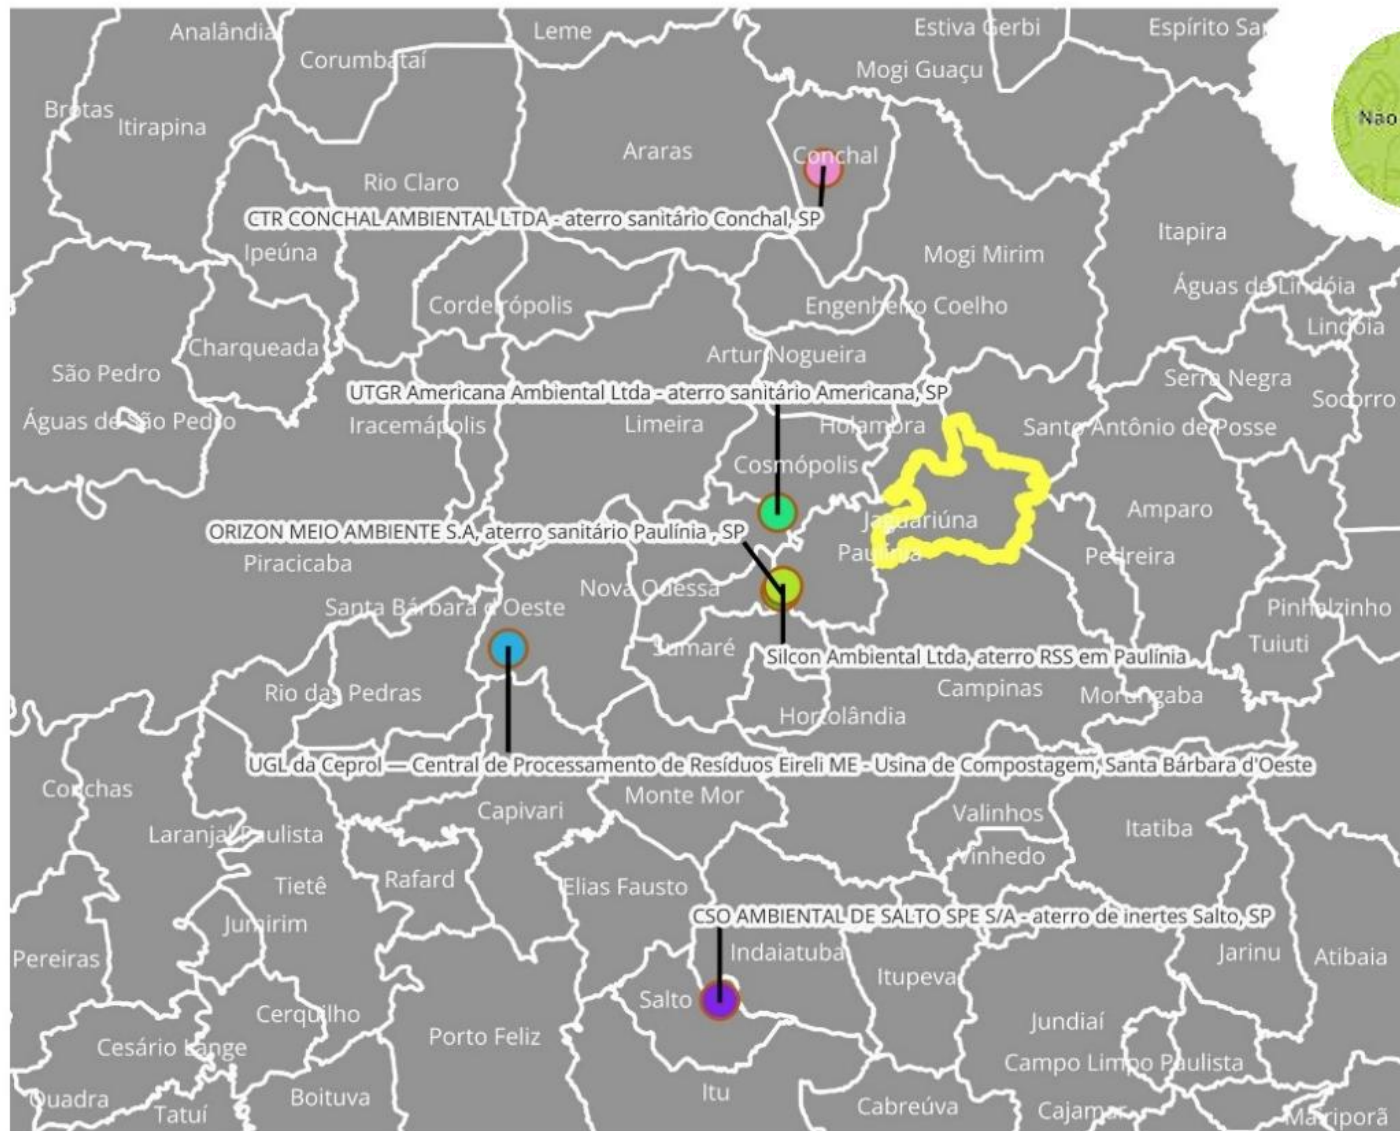 Analândia
Leme
Estiva Gerbi
Espírito Sa
Corumbataí
Mogi Guaçu
Brotas
Itirapina
Não
Araras
Conchal
Rio Claro
CTR CONCHAL AMBIENTAL LTDA - aterro sanitário Conchal, SP
Itapira
Ipeúna
Mogi Mirim
Águas de Lindóia
Cordeirópolis
Engenheiro Coelho
Lindóia
Charqueada
Artur Nogueira
São Pedro
Serra Negra
UTGR Americana Ambiental Ltda - aterro sanitário Americana, SP
Socorro
Águas de São Pedro
Iracemápolis
Limeira
Holambra
Santo Antônio de Posse
Cosmópolis
Amparo
Jaguariúna
ORIZON MEIO AMBIENTE S.A, aterro sanitário Paulínia , SP
Paulínia
Pedreira
Piracicaba
Nova Odessa
Santa Bárbara d'Oeste
Pinhalzinho
Sumaré
Tuiuti
Silcon Ambiental Ltda, aterro RSS em Paulínia
Rio das Pedras
Campinas
Morungaba
Hortolândia
UGL da Ceprol — Central de Processamento de Resíduos Eireli ME - Usina de Compostagem, Santa Bárbara d'Oeste
Conchas
Monte Mor
Capivari
Valinhos
Itatiba
Laranjal Paulista
Vinhedo
Tietê
Rafard
Elias Fausto
CSO AMBIENTAL DE SALTO SPE S/A - aterro de inertes Salto, SP
Jumirim
Indaiatuba
Jarinu
Atibaia
Pereiras
Itupeva
Salto
Cerquilho
Jundiaí
Porto Feliz
Cesário Lange
Campo Limpo Paulista
Itu
Quadra
Boituva
Tatuí
Cabreúva
Cajamar
Mairiporã